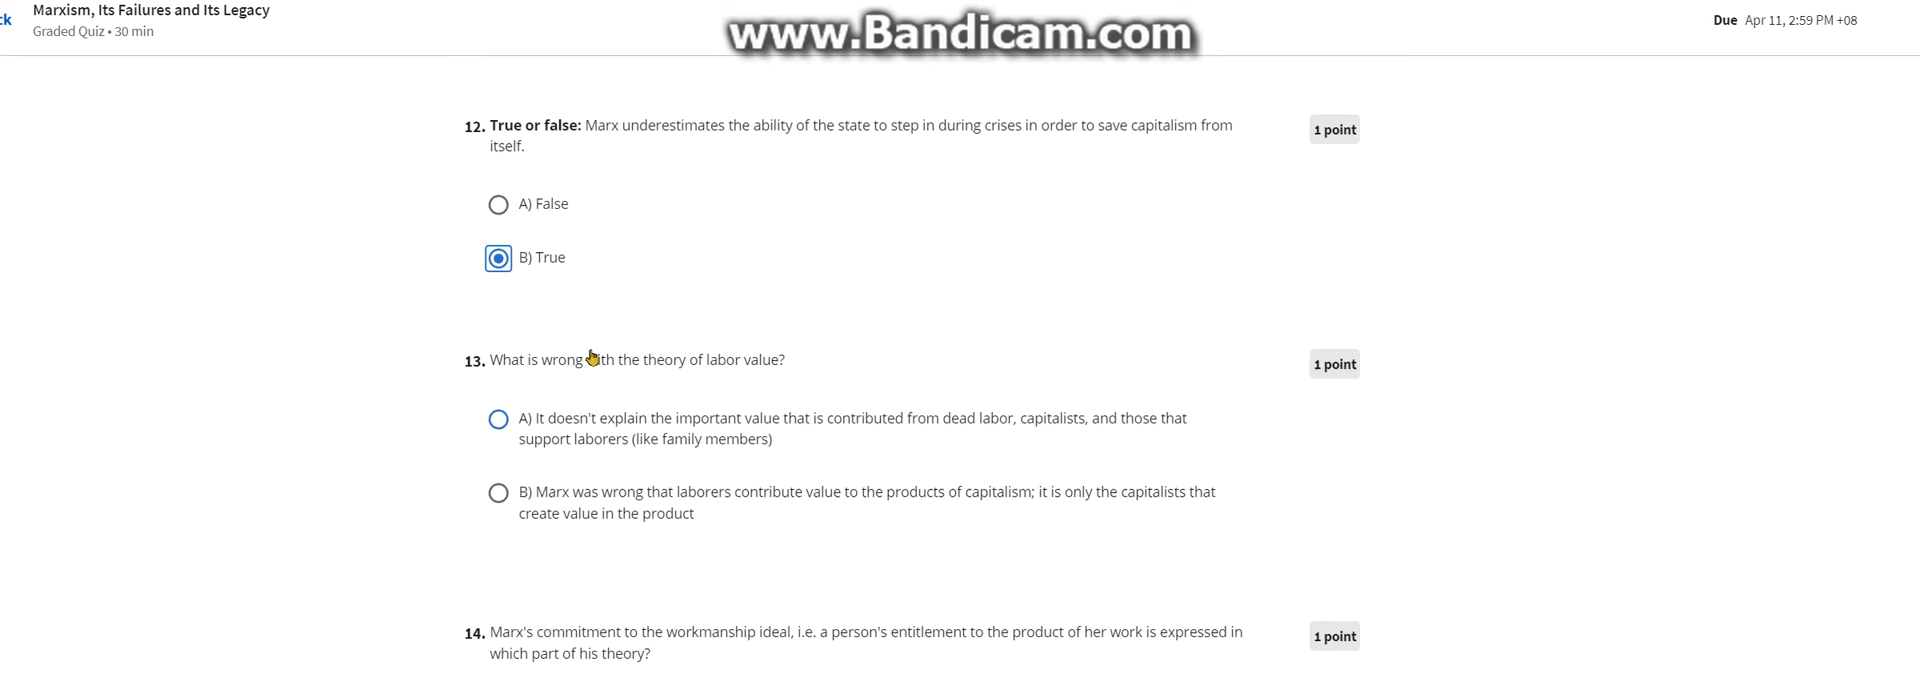 ck
Marxism, Its Failures and Its Legacy
Graded Quiz • 30 min
www.Bandicam.com
Due Apr 11, 2:59 PM +08
12. True or false: Marx underestimates the ability of the state to step in during crises in order to save capitalism from
itself.
1 point
A) False
B) True
13. What is wrong with the theory of labor value?
1 point
A) It doesn't explain the important value that is contributed from dead labor, capitalists, and those that
support laborers (like family members)
B) Marx was wrong that laborers contribute value to the products of capitalism; it is only the capitalists that
create value in the product
14. Marx's commitment to the workmanship ideal, i.e. a person's entitlement to the product of her work is expressed in
which part of his theory?
1 point